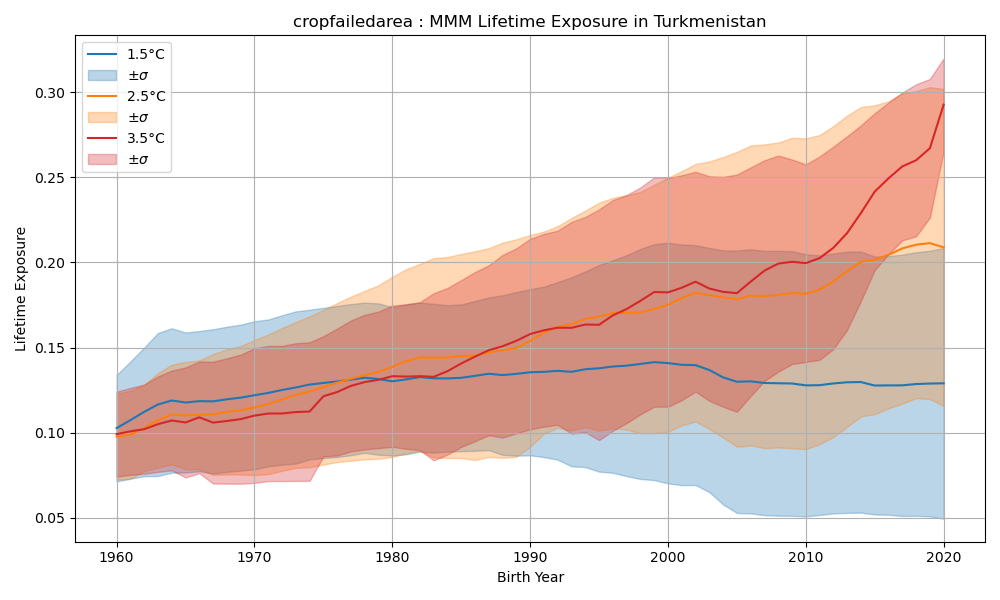 cropfailedarea : MMM Lifetime Exposure in Turkmenistan
1.5°C
±σ
2.5°C
±σ
3.5°C
±σ
Lifetime Exposure
0.30
0.25
0.20
0.15
0.10
0.05
1960 1970 1980 1990 2000 2010 2020
Birth Year